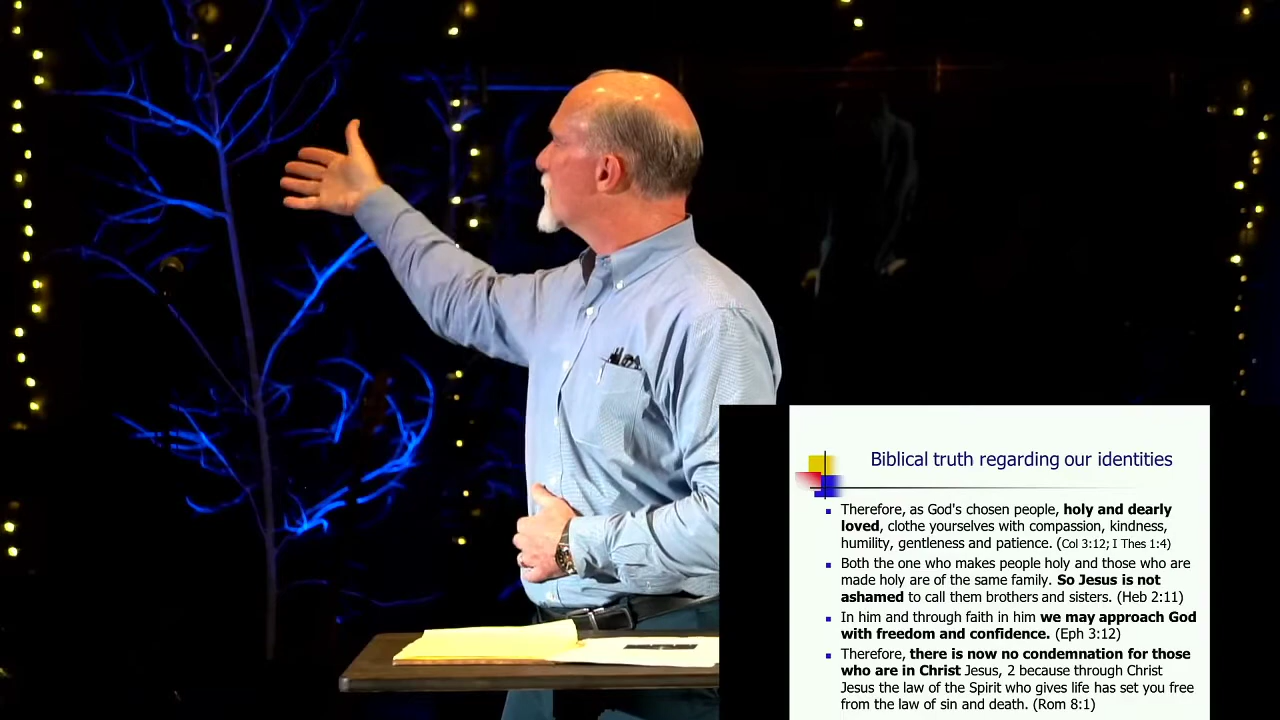 Biblical truth regarding our identities
Therefore, as God's chosen people, holy and dearly
loved, clothe yourselves with compassion, kindness,
humility, gentleness and patience. (Col 3:12; I Thes 1:4)
Both the one who makes people holy and those who are
made holy are of the same family. So Jesus is not
ashamed to call them brothers and sisters. (Heb 2:11)
In him and through faith in him we may approach God
with freedom and confidence. (Eph 3:12)
Therefore, there is now no condemnation for those
who are in Christ Jesus, 2 because through Christ
Jesus the law of the Spirit who gives life has set you free
from the law of sin and death. (Rom 8:1)